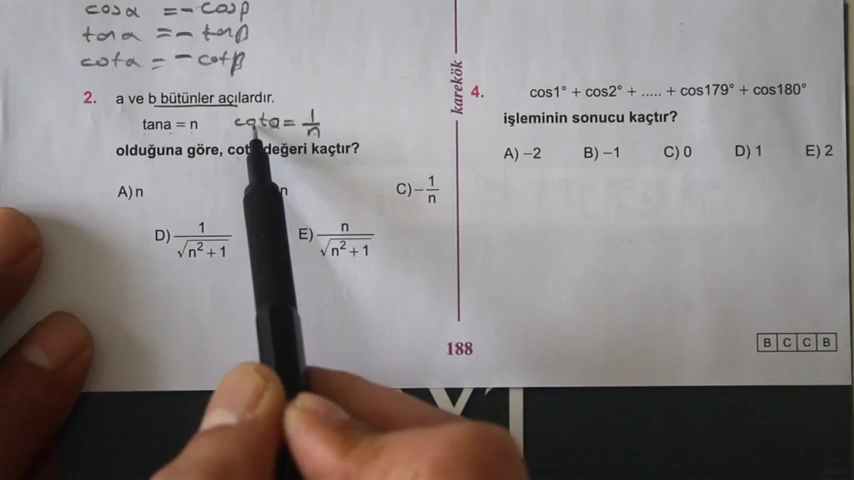 cosα = - cosβ
tanα = - tanβ
cotα = - cotβ
2. a ve b bütünler açılardır.
tana = n cota = 1/n
olduğuna göre, cot değeri kaçtır?
A) n n C) -1/n
D) 1/√(n²+1) E) n/√(n²+1)
karekök
4. cos1° + cos2° + ..... + cos179° + cos180°
işleminin sonucu kaçtır?
A) -2 B) -1 C) 0 D) 1 E) 2
188
B C C B